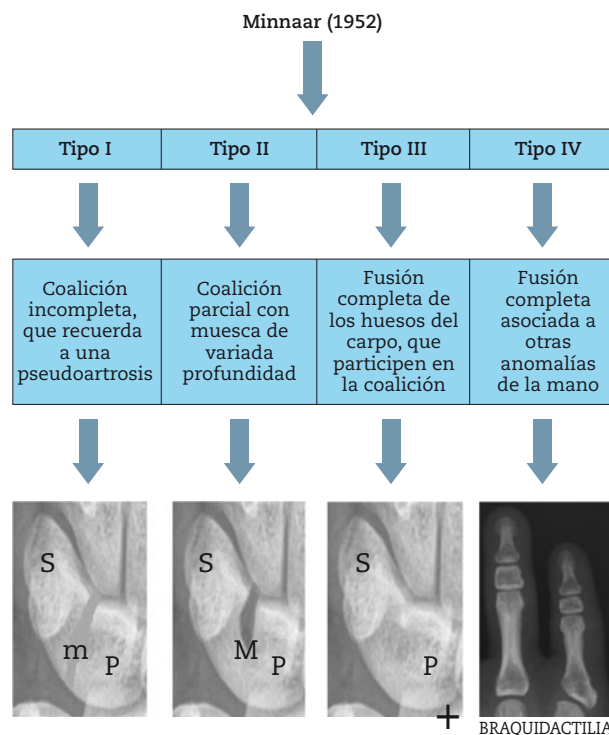 Minnaar (1952)
Tipo I
Tipo II
Tipo III
Tipo IV
Coalición
incompleta,
que recuerda
a una
pseudoartrosis
Coalición
parcial con
muesca de
variada
profundidad
Fusión
completa de
los huesos del
carpo, que
participen en
la coalición
Fusión
completa
asociada a
otras
anomalías
de la mano
S
m
P
S
M
P
S
P
+
BRAQUIDACTILIA